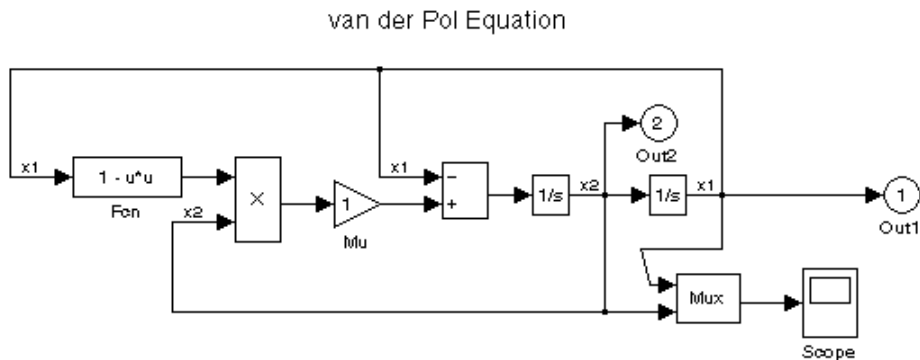 van der Pol Equation
x1
1 - u*u
Fcn
x2
×
1
Mu
x1
−
+
1/s
x2
2
Out2
1/s
x1
1
Out1
Mux
Scope